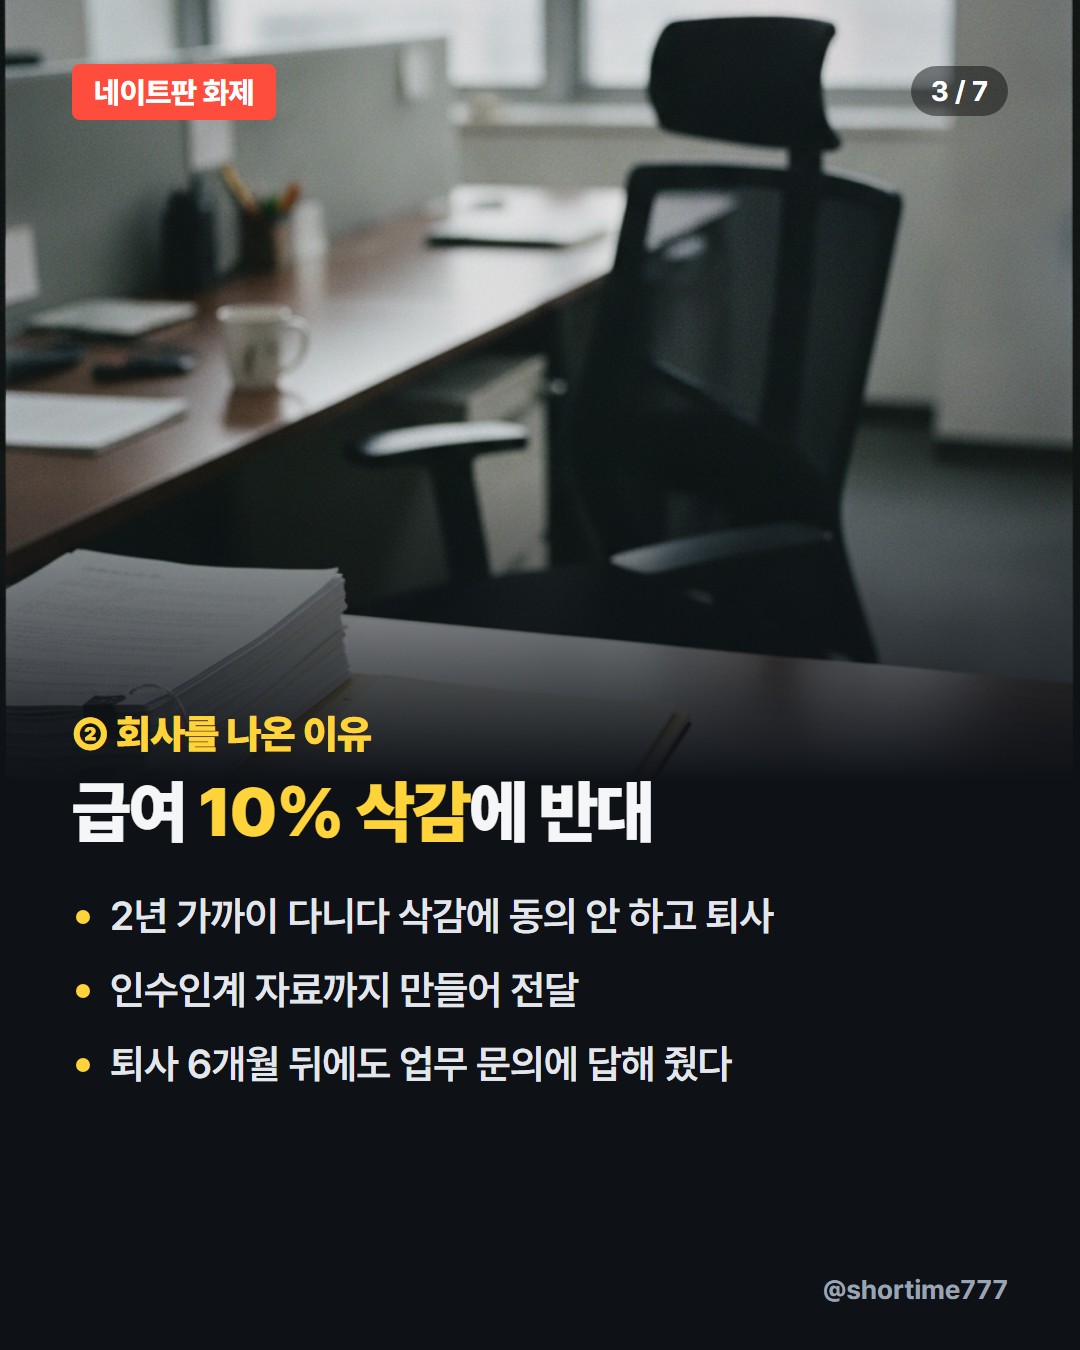 네이트판 화제
3 / 7
② 회사를 나온 이유
급여 10% 삭감에 반대
• 2년 가까이 다니다 삭감에 동의 안 하고 퇴사
• 인수인계 자료까지 만들어 전달
• 퇴사 6개월 뒤에도 업무 문의에 답해 줬다
@shortime777